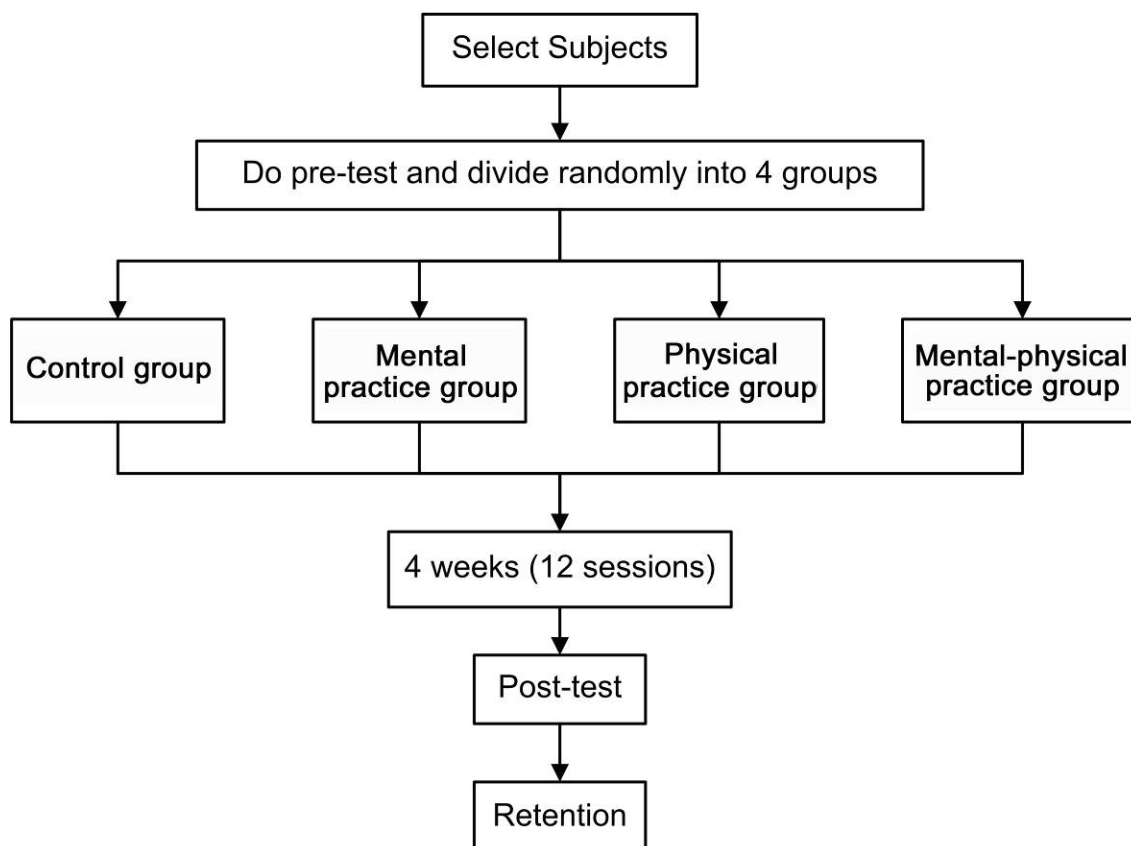 Select Subjects
Do pre-test and divide randomly into 4 groups
Control group
Mental
practice group
Physical
practice group
Mental-physical
practice group
4 weeks (12 sessions)
Post-test
Retention